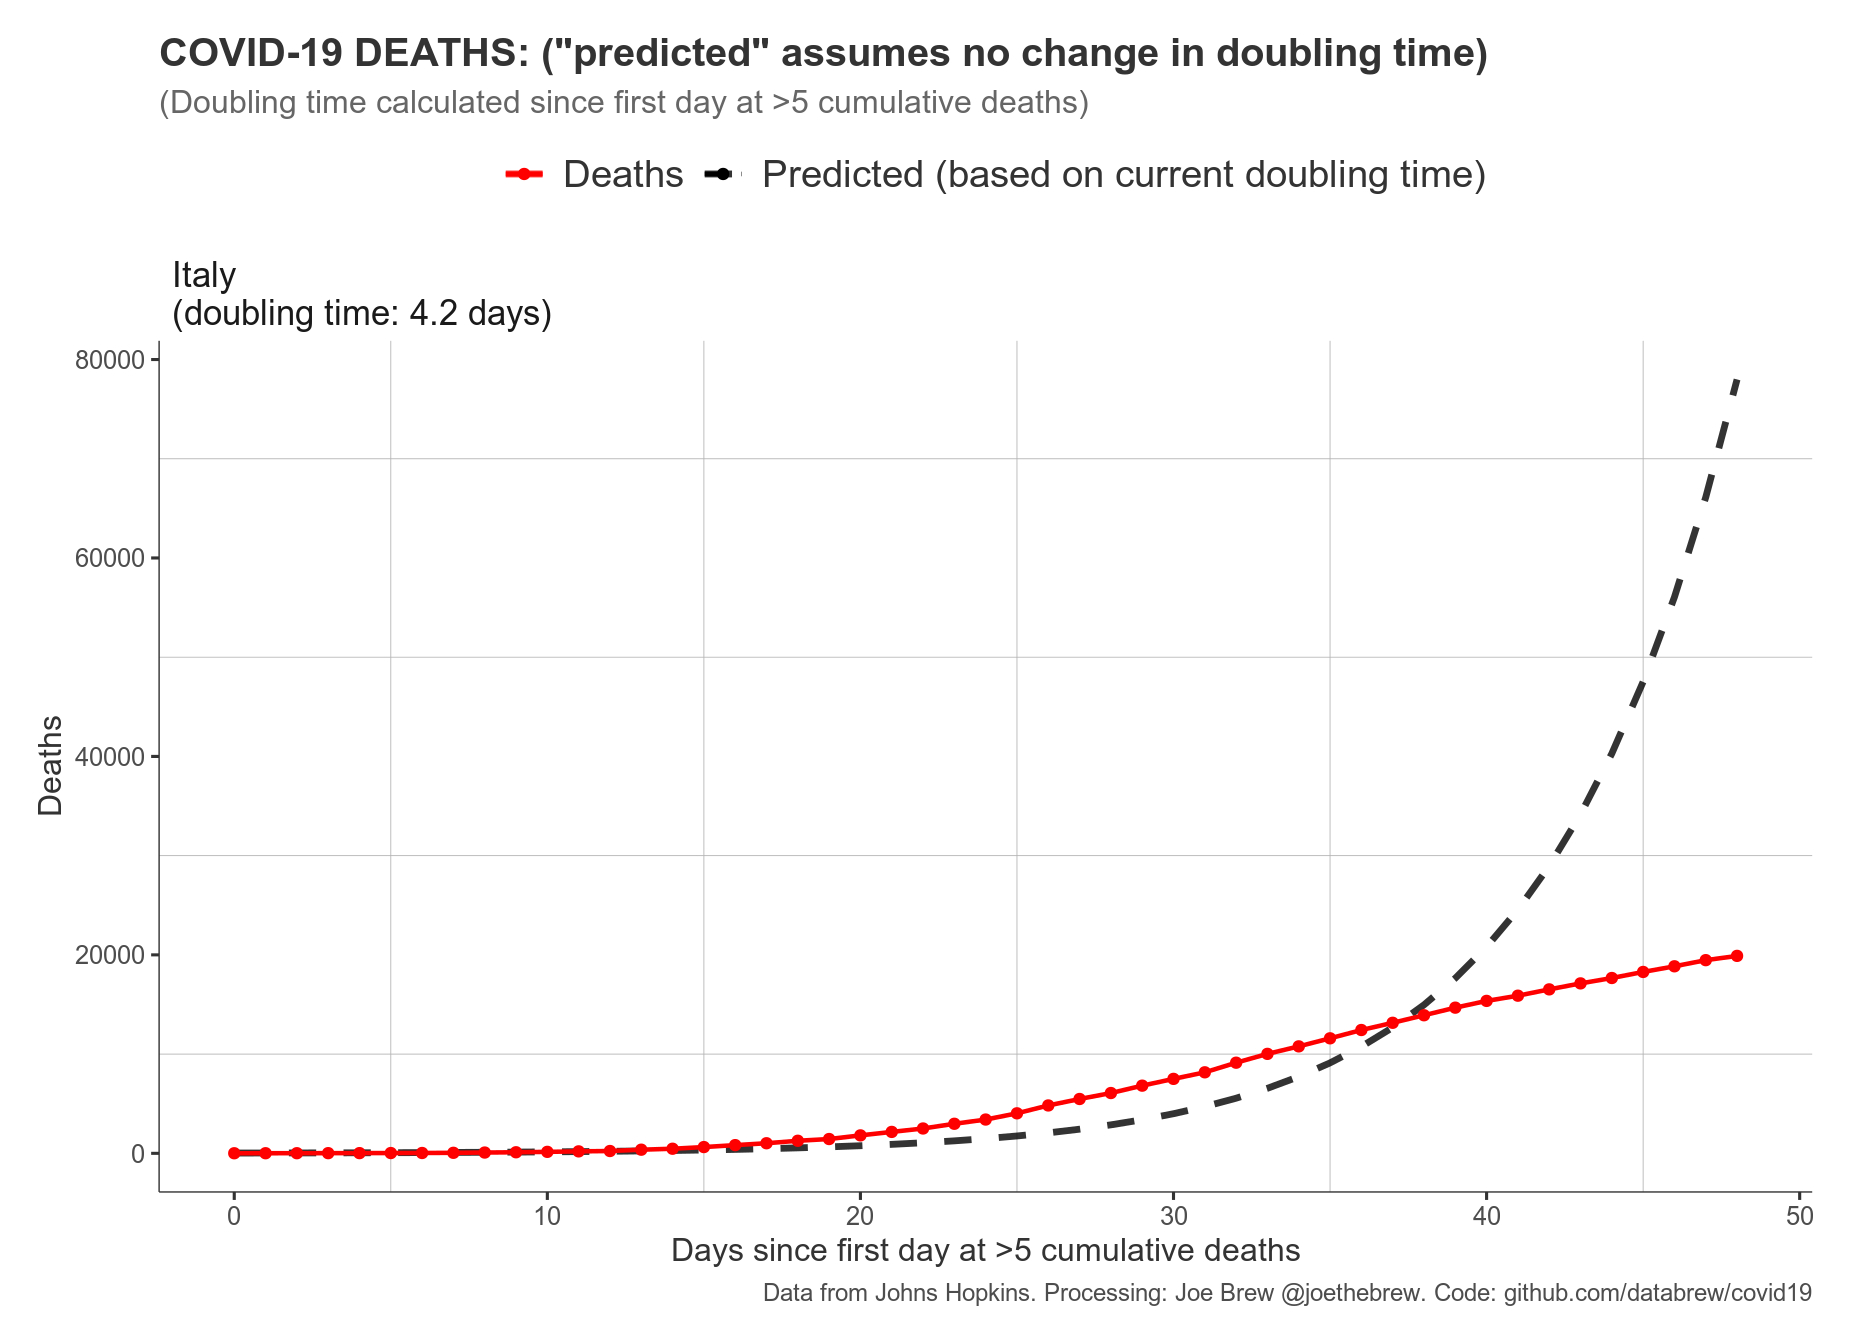 COVID-19 DEATHS: ("predicted" assumes no change in doubling time)
(Doubling time calculated since first day at >5 cumulative deaths)
Deaths Predicted (based on current doubling time)
Italy
(doubling time: 4.2 days)
80000
60000
40000
20000
0
Deaths
0 10 20 30 40 50
Days since first day at >5 cumulative deaths
Data from Johns Hopkins. Processing: Joe Brew @joethebrew. Code: github.com/databrew/covid19